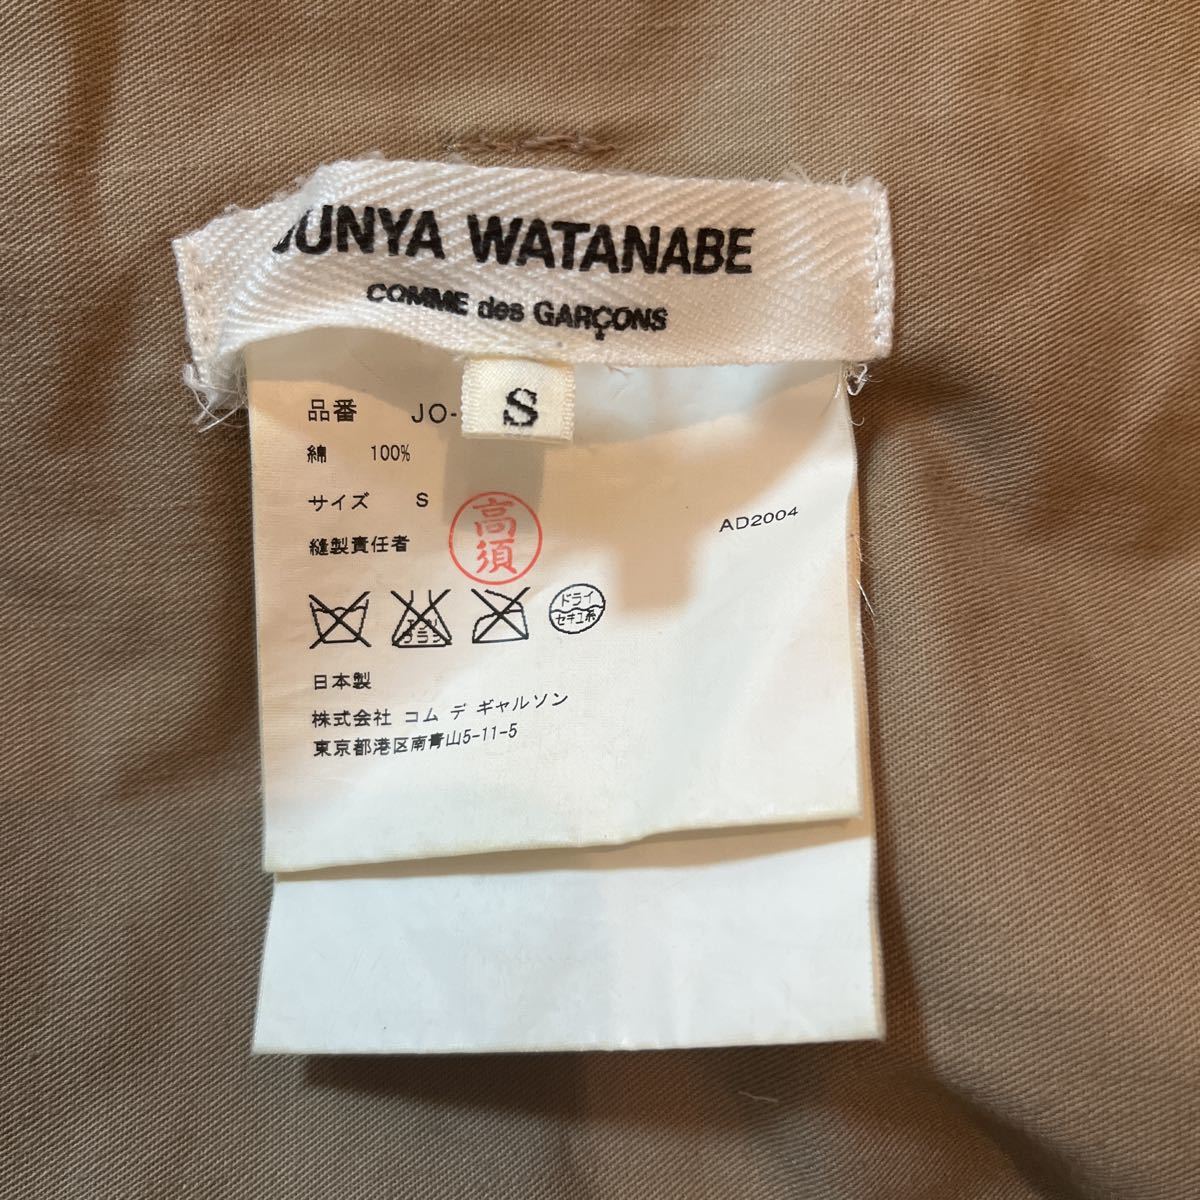 JUNYA WATANABE
COMME des GARÇONS
S
品番 JO-
綿 100%
サイズ S
縫製責任者 高須
AD2004
ドライ
セキユ系
日本製
株式会社 コム デ ギャルソン
東京都港区南青山5-11-5